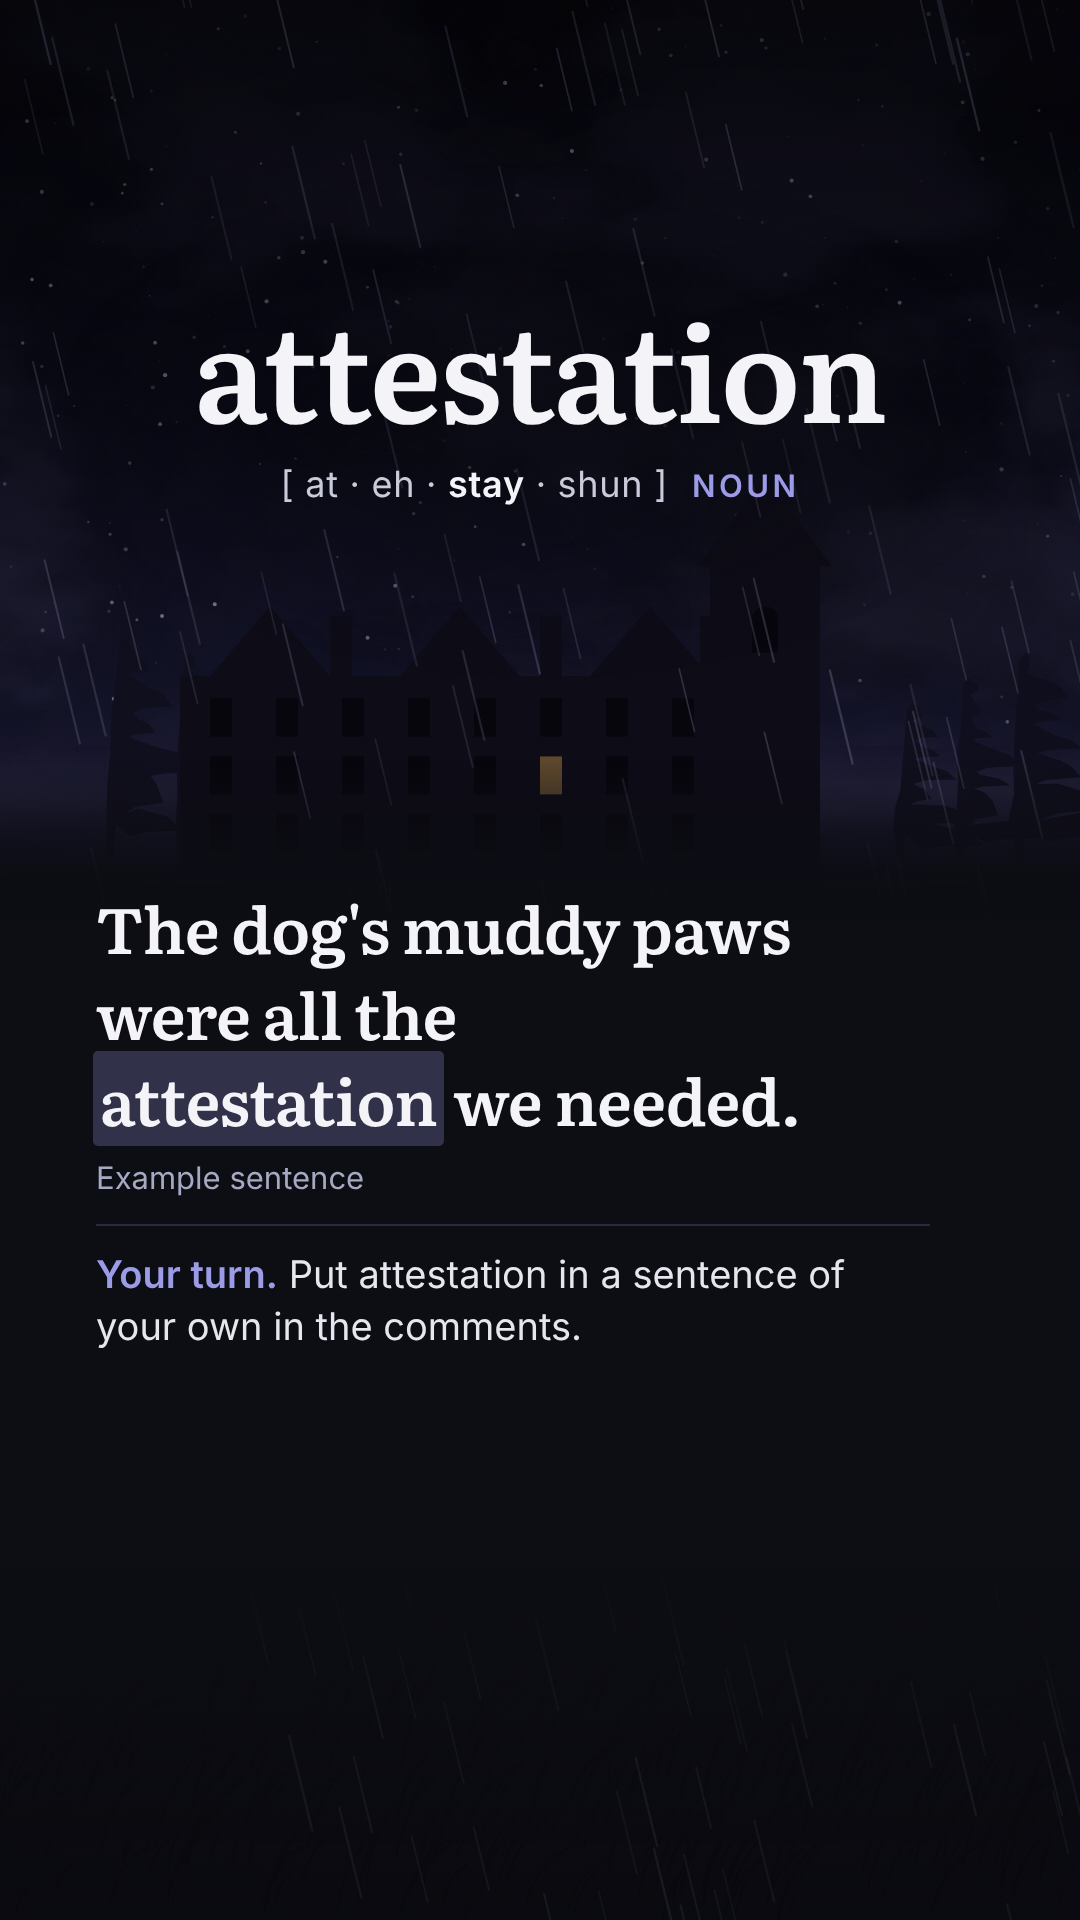 attestation
[ at · eh · stay · shun ] NOUN
The dog's muddy paws
were all the
attestation we needed.
Example sentence
Your turn. Put attestation in a sentence of
your own in the comments.